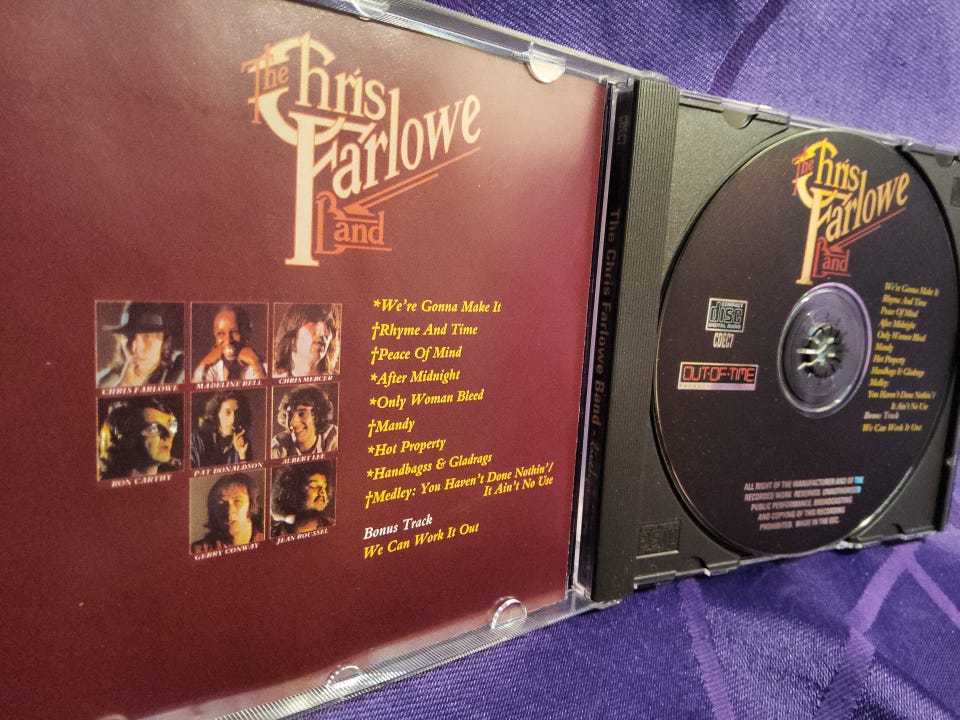 The
Chris
Farlowe
Band
CHRIS FARLOWE
MADELINE BELL
CHRIS MERCER
RON CARTHY
PAT DONALDSON
ALBERT LEE
GERRY CONWAY
JEAN ROUSSEL
*We're Gonna Make It
†Rhyme And Time
†Peace Of Mind
*After Midnight
*Only Woman Bleed
†Mandy
*Hot Property
*Handbagss & Gladrags
†Medley: You Haven't Done Nothin'/
It Ain't No Use
Bonus Track
We Can Work It Out
CDEC7
The Chris Farlowe Band -
The
Chris
Farlowe
Band
COMPACT
disc
DIGITAL AUDIO
CDEC7
OUT-OF-TIME
We're Gonna Make It
Rhyme And Time
Peace Of Mind
After Midnight
Only Women Bleed
Mandy
Hot Property
Handbags & Gladrags
Medley:
You Haven't Done Nothin'/
It Ain't No Use
Bonus Track
We Can Work It Out
ALL RIGHT OF THE MANUFACTURER AND OF THE
RECORDED WORK RESERVED. UNAUTHORISED
PUBLIC PERFORMANCE, BROADCASTING
AND COPYING OF THIS RECORDING
PROHIBITED. MADE IN THE EEC.